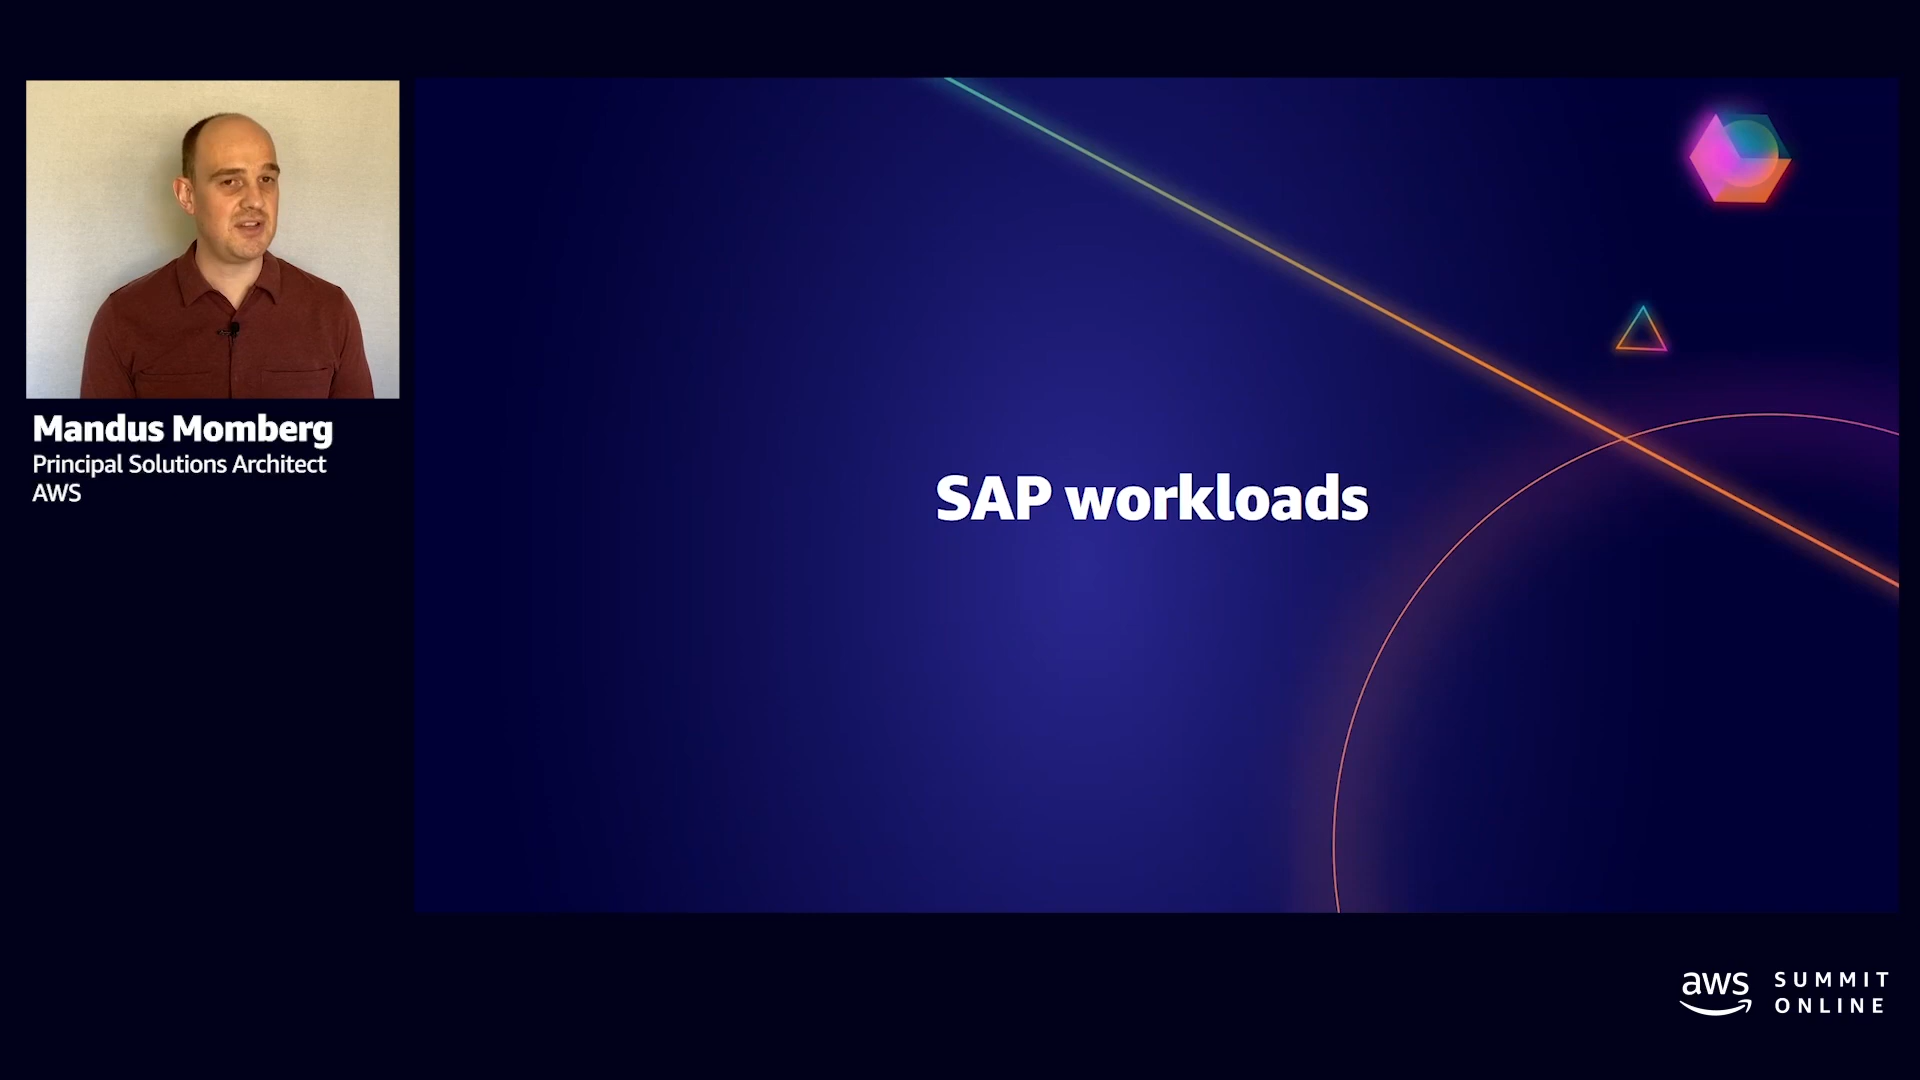 Mandus Momberg
Principal Solutions Architect
AWS
SAP workloads
aws
SUMMIT
ONLINE